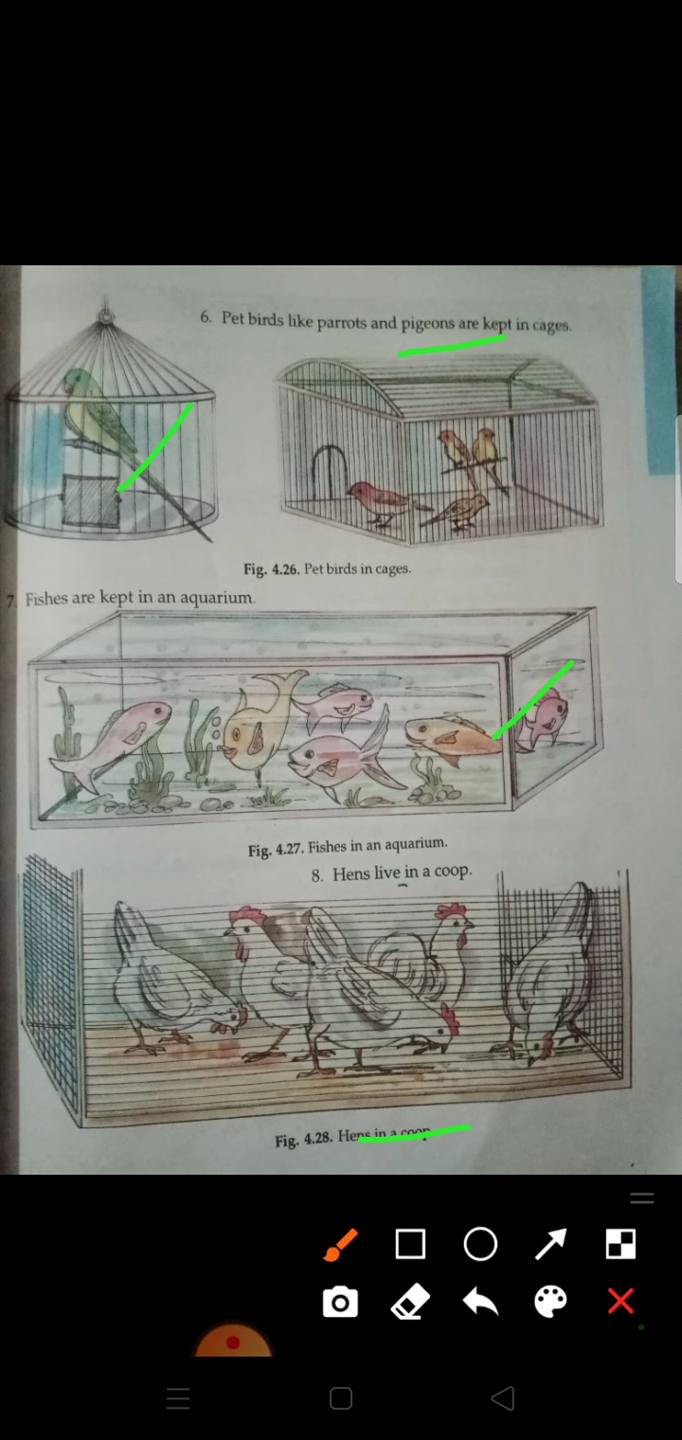 6. Pet birds like parrots and pigeons are kept in cages.
Fig. 4.26. Pet birds in cages.
7. Fishes are kept in an aquarium.
Fig. 4.27. Fishes in an aquarium.
8. Hens live in a coop.
Fig. 4.28. Hens in a coop